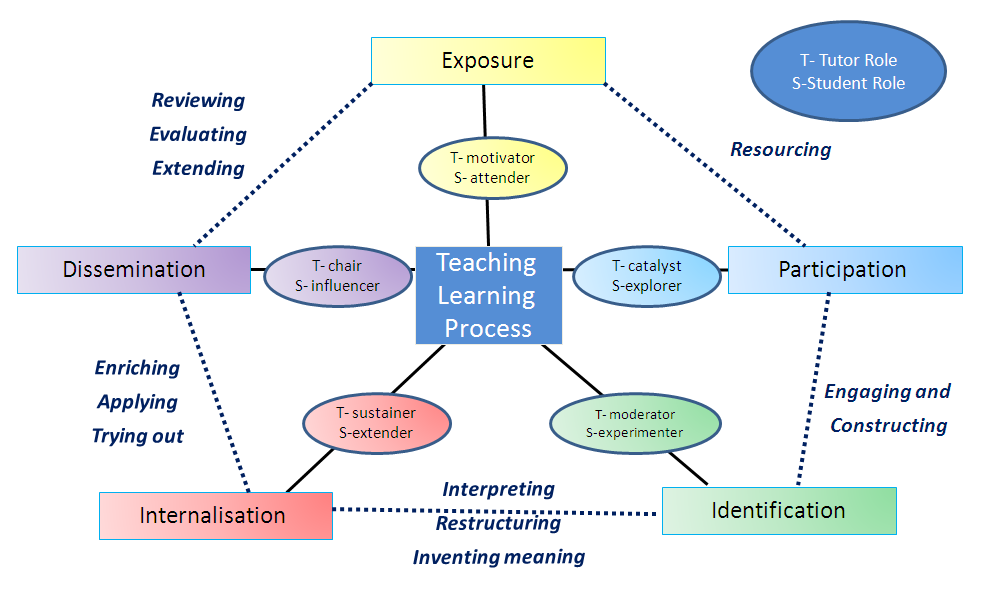 Exposure
T- Tutor Role
S-Student Role
Reviewing
Evaluating
Extending
Resourcing
T- motivator
S- attender
Dissemination
T- chair
S- influencer
Teaching
Learning
Process
T- catalyst
S-explorer
Participation
Enriching
Applying
Trying out
Engaging and
Constructing
T- sustainer
S-extender
T- moderator
S-experimenter
Internalisation
Interpreting
Restructuring
Inventing meaning
Identification